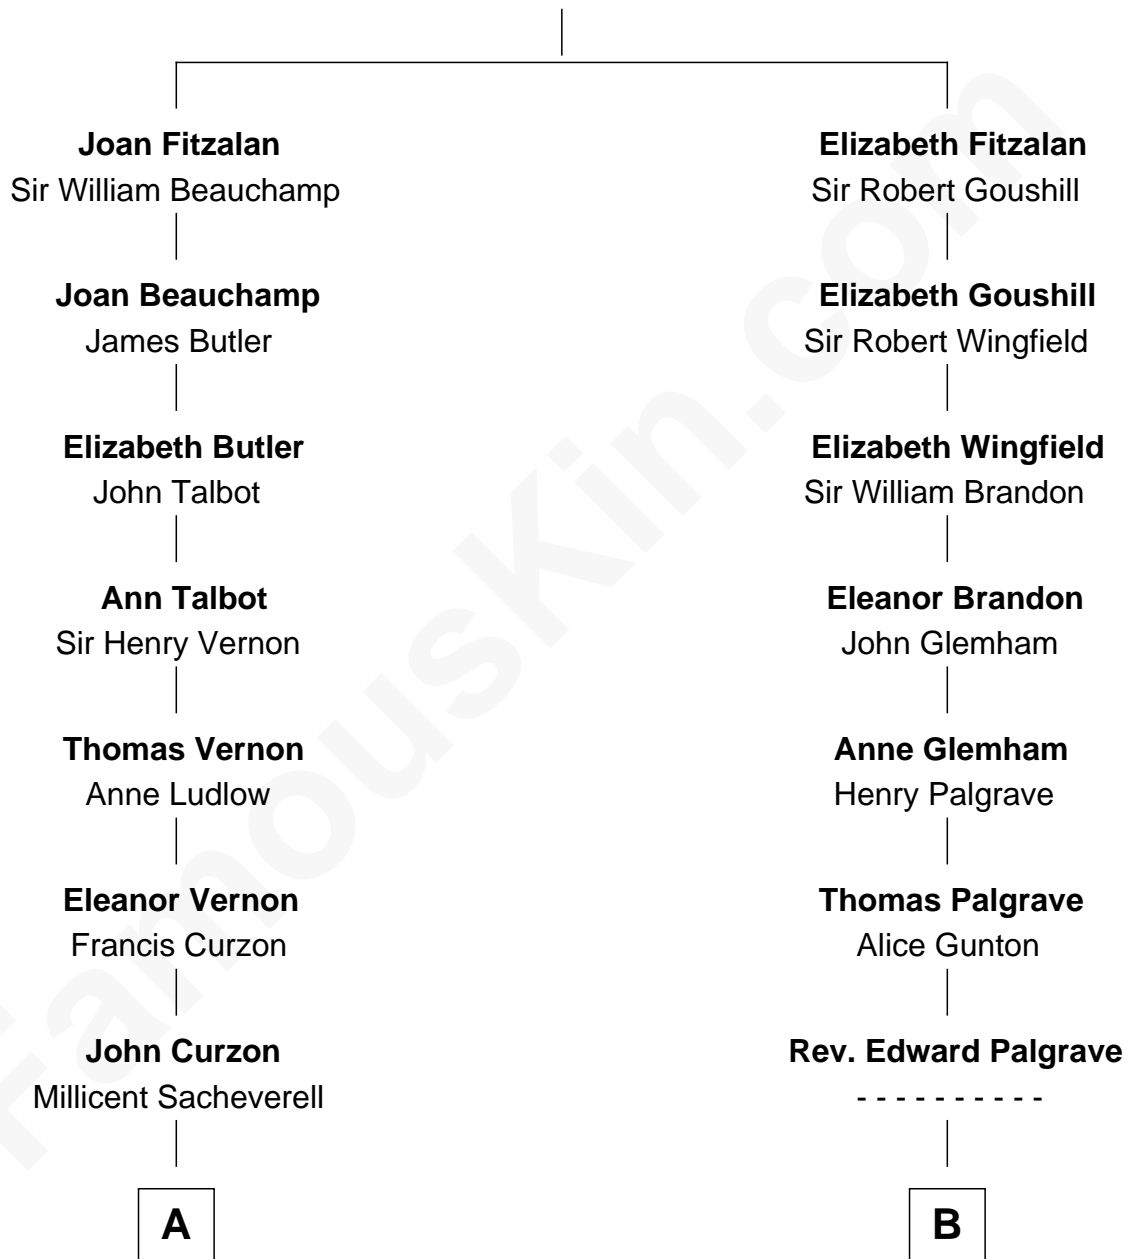 Joan Fitzalan
Sir William Beauchamp
Joan Beauchamp
James Butler
Elizabeth Butler
John Talbot
Ann Talbot
Sir Henry Vernon
Thomas Vernon
Anne Ludlow
Eleanor Vernon
Francis Curzon
John Curzon
Millicent Sacheverell
A
Elizabeth Fitzalan
Sir Robert Goushill
Elizabeth Goushill
Sir Robert Wingfield
Elizabeth Wingfield
Sir William Brandon
Eleanor Brandon
John Glemham
Anne Glemham
Henry Palgrave
Thomas Palgrave
Alice Gunton
Rev. Edward Palgrave
- - - - - - - - - -
B
FamousKin.com